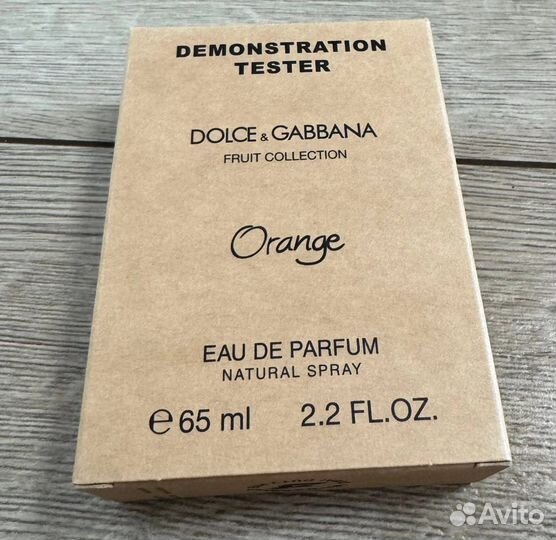 DEMONSTRATION
TESTER
DOLCE & GABBANA
FRUIT COLLECTION
Orange
EAU DE PARFUM
NATURAL SPRAY
℮ 65 ml 2.2 FL.OZ.
Avito